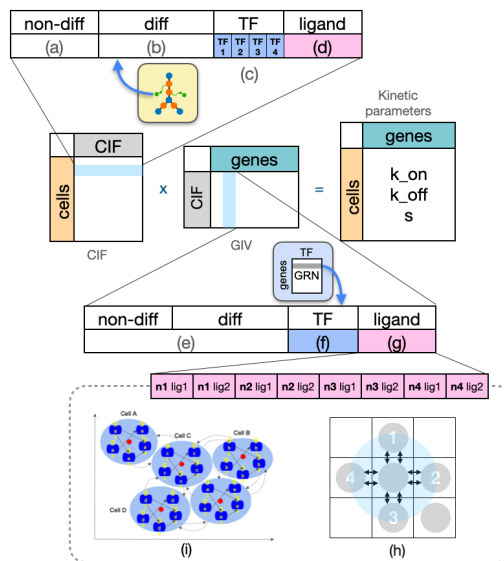 non-diff diff TF ligand
(a) (b) TF 1 TF 2 TF 3 TF 4 (d)
(c)
Kinetic parameters
CIF
cells
CIF
x
genes
CIF
GIV
=
genes
cells
k_on
k_off
s
TF
genes
GRN
non-diff diff TF ligand
(e) (f) (g)
n1 lig1 n1 lig2 n2 lig1 n2 lig2 n3 lig1 n3 lig2 n4 lig1 n4 lig2
Cell A
Cell C
Cell B
Cell D
(i)
1
4
2
3
(h)